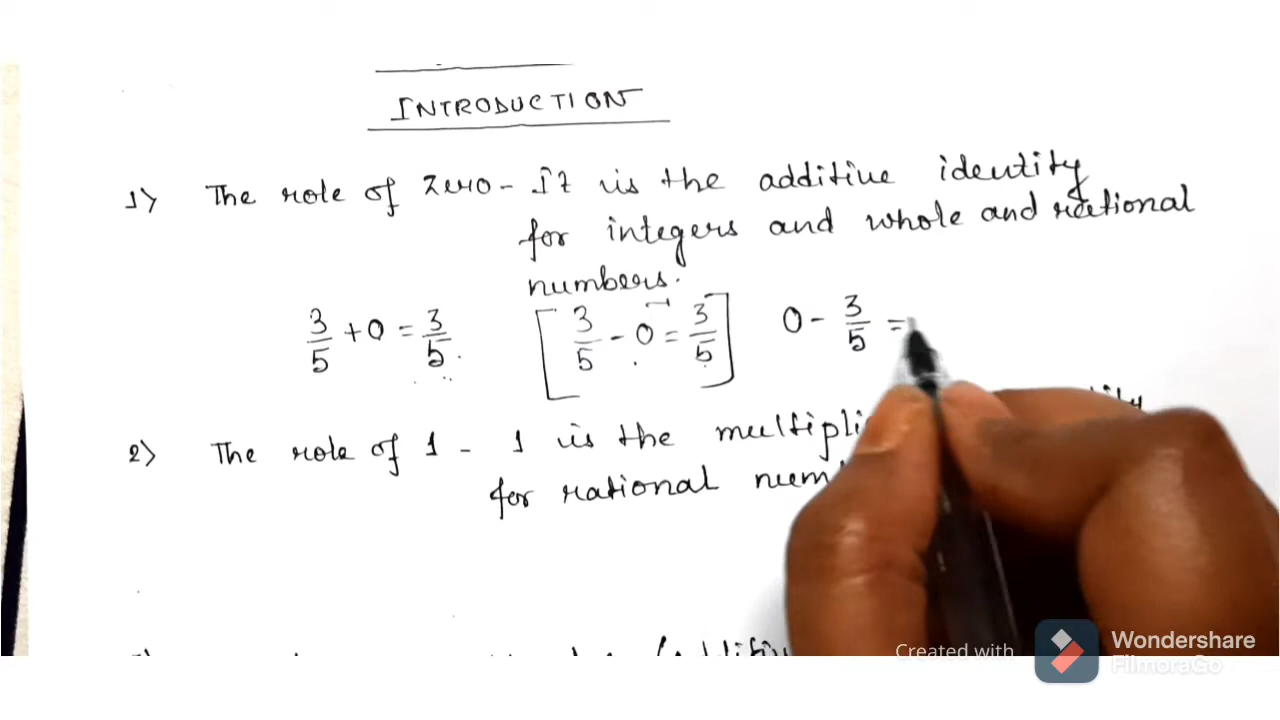 INTRODUCTION
1) The role of Zero - It is the additive identity
for integers and whole and rational
numbers.
3/5 + 0 = 3/5 [3/5 - 0 = 3/5] 0 - 3/5 =
2) The role of 1 - 1 is the
for rational
Created with
Wondershare
FilmoraGo